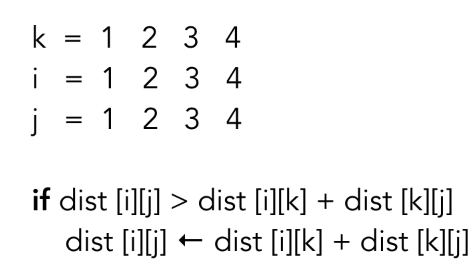 k = 1 2 3 4
i = 1 2 3 4
j = 1 2 3 4
if dist [i][j] > dist [i][k] + dist [k][j]
dist [i][j] ← dist [i][k] + dist [k][j]